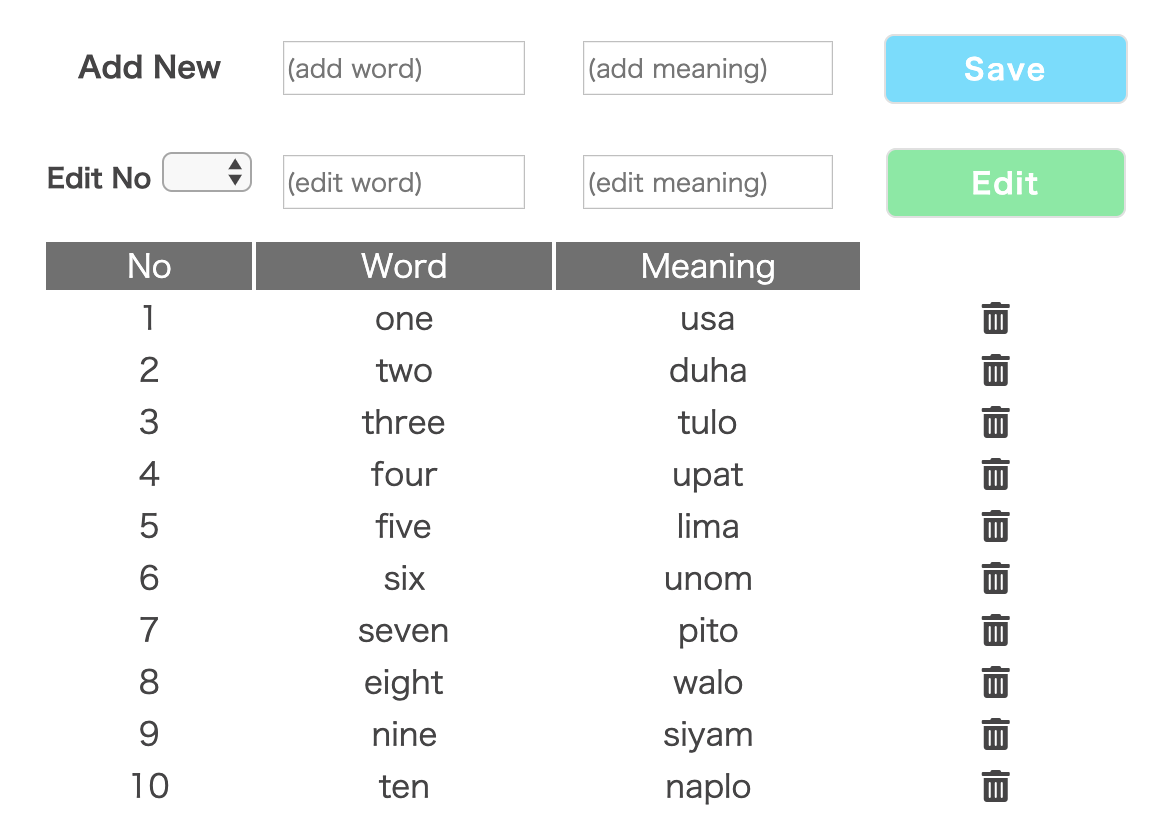 Add New (add word) (add meaning) Save
Edit No (edit word) (edit meaning) Edit
No Word Meaning
1 one usa
2 two duha
3 three tulo
4 four upat
5 five lima
6 six unom
7 seven pito
8 eight walo
9 nine siyam
10 ten naplo